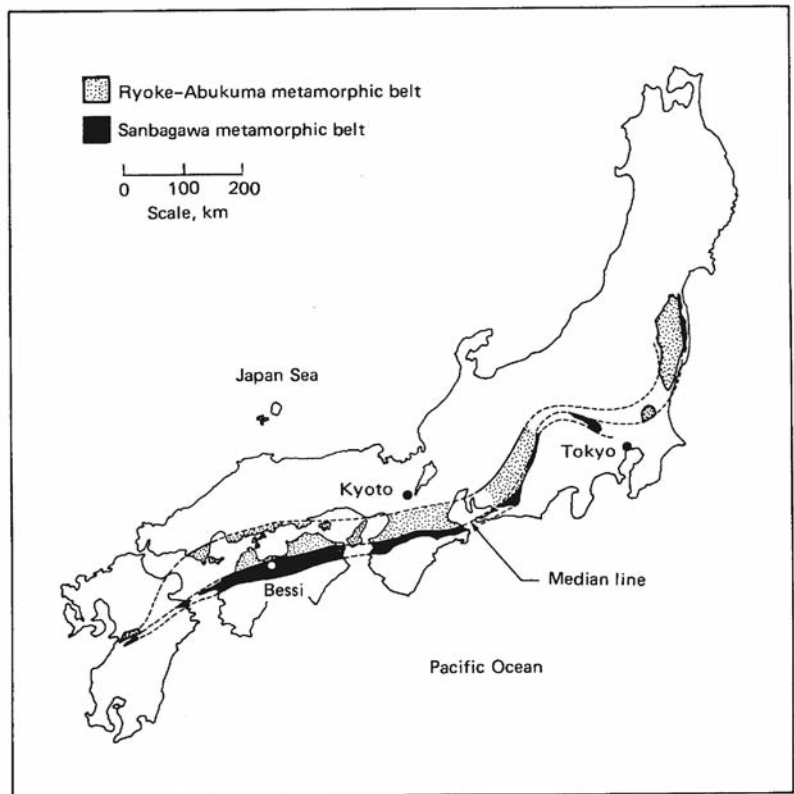 Ryoke–Abukuma metamorphic belt
Sanbagawa metamorphic belt
0 100 200
Scale, km
Japan Sea
Tokyo
Kyoto
Median line
Bessi
Pacific Ocean